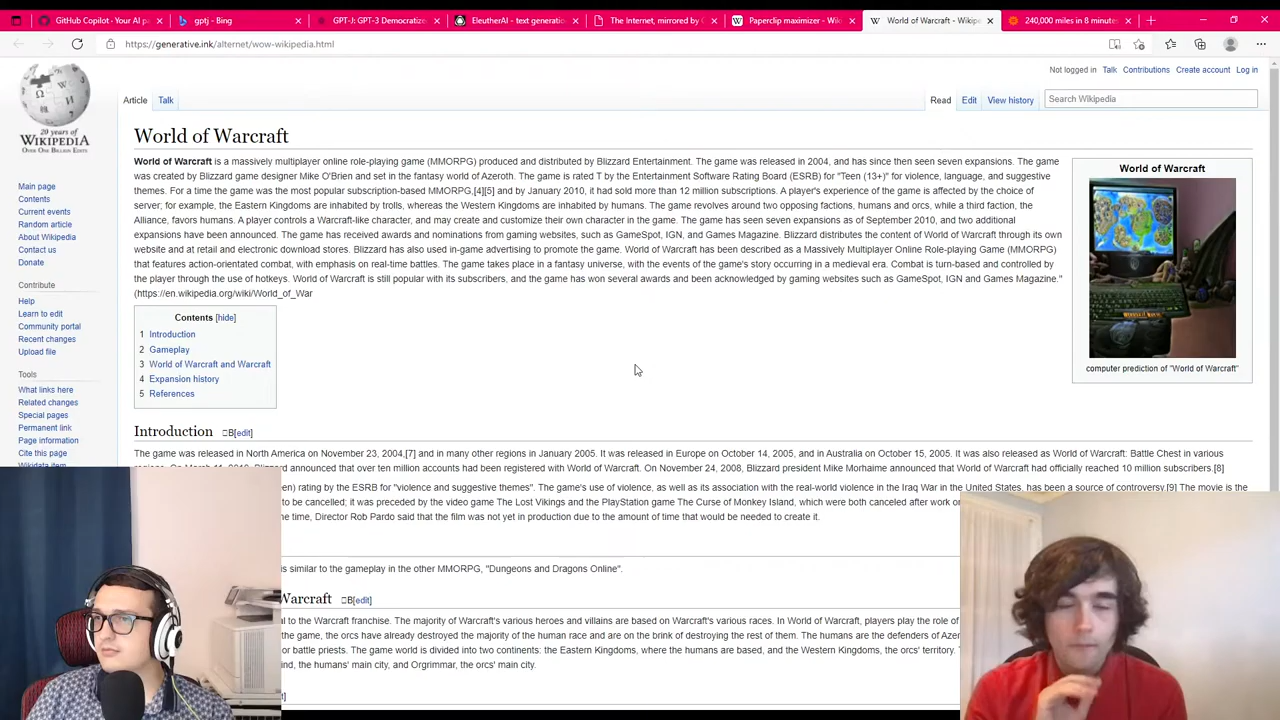 GitHub Copilot · Your AI pa
gptj - Bing
GPT-J: GPT-3 Democratize
EleutherAI - text generatio
The Internet, mirrored by G
Paperclip maximizer - Wiki
World of Warcraft - Wikipe
240,000 miles in 8 minute
https://generative.ink/alternet/wow-wikipedia.html
Not logged in Talk Contributions Create account Log in
Article Talk Read Edit View history Search Wikipedia
20 years of
WIKIPEDIA
OVER ONE BILLION EDITS
Main page
Contents
Current events
Random article
About Wikipedia
Contact us
Donate
Contribute
Help
Learn to edit
Community portal
Recent changes
Upload file
Tools
What links here
Related changes
Special pages
Permanent link
Page information
Cite this page
Wikidata item
World of Warcraft
World of Warcraft is a massively multiplayer online role-playing game (MMORPG) produced and distributed by Blizzard Entertainment. The game was released in 2004, and has since then seen seven expansions. The game
was created by Blizzard game designer Mike O'Brien and set in the fantasy world of Azeroth. The game is rated T by the Entertainment Software Rating Board (ESRB) for "Teen (13+)" for violence, language, and suggestive
themes. For a time the game was the most popular subscription-based MMORPG,[4][5] and by January 2010, it had sold more than 12 million subscriptions. A player's experience of the game is affected by the choice of
server; for example, the Eastern Kingdoms are inhabited by trolls, whereas the Western Kingdoms are inhabited by humans. The game revolves around two opposing factions, humans and orcs, while a third faction, the
Alliance, favors humans. A player controls a Warcraft-like character, and may create and customize their own character in the game. The game has seen seven expansions as of September 2010, and two additional
expansions have been announced. The game has received awards and nominations from gaming websites, such as GameSpot, IGN, and Games Magazine. Blizzard distributes the content of World of Warcraft through its own
website and at retail and electronic download stores. Blizzard has also used in-game advertising to promote the game. World of Warcraft has been described as a Massively Multiplayer Online Role-playing Game (MMORPG)
that features action-orientated combat, with emphasis on real-time battles. The game takes place in a fantasy universe, with the events of the game's story occurring in a medieval era. Combat is turn-based and controlled by
the player through the use of hotkeys. World of Warcraft is still popular with its subscribers, and the game has won several awards and been acknowledged by gaming websites such as GameSpot, IGN and Games Magazine."
(https://en.wikipedia.org/wiki/World_of_War
World of Warcraft
computer prediction of "World of Warcraft"
Contents [hide]
1 Introduction
2 Gameplay
3 World of Warcraft and Warcraft
4 Expansion history
5 References
Introduction B[edit]
The game was released in North America on November 23, 2004,[7] and in many other regions in January 2005. It was released in Europe on October 14, 2005, and in Australia on October 15, 2005. It was also released as World of Warcraft: Battle Chest in various
announced that over ten million accounts had been registered with World of Warcraft. On November 24, 2008, Blizzard president Mike Morhaime announced that World of Warcraft had officially reached 10 million subscribers.[8]
en) rating by the ESRB for "violence and suggestive themes". The game's use of violence, as well as its association with the real-world violence in the Iraq War in the United States, has been a source of controversy.[9] The movie is the
to be cancelled; it was preceded by the video game The Lost Vikings and the PlayStation game The Curse of Monkey Island, which were both canceled after work on
he time, Director Rob Pardo said that the film was not yet in production due to the amount of time that would be needed to create it.
is similar to the gameplay in the other MMORPG, "Dungeons and Dragons Online".
Warcraft B[edit]
al to the Warcraft franchise. The majority of Warcraft's various heroes and villains are based on Warcraft's various races. In World of Warcraft, players play the role of
the game, the orcs have already destroyed the majority of the human race and are on the brink of destroying the rest of them. The humans are the defenders of Azer
or battle priests. The game world is divided into two continents: the Eastern Kingdoms, where the humans are based, and the Western Kingdoms, the orcs' territory.
ind, the humans' main city, and Orgrimmar, the orcs' main city.